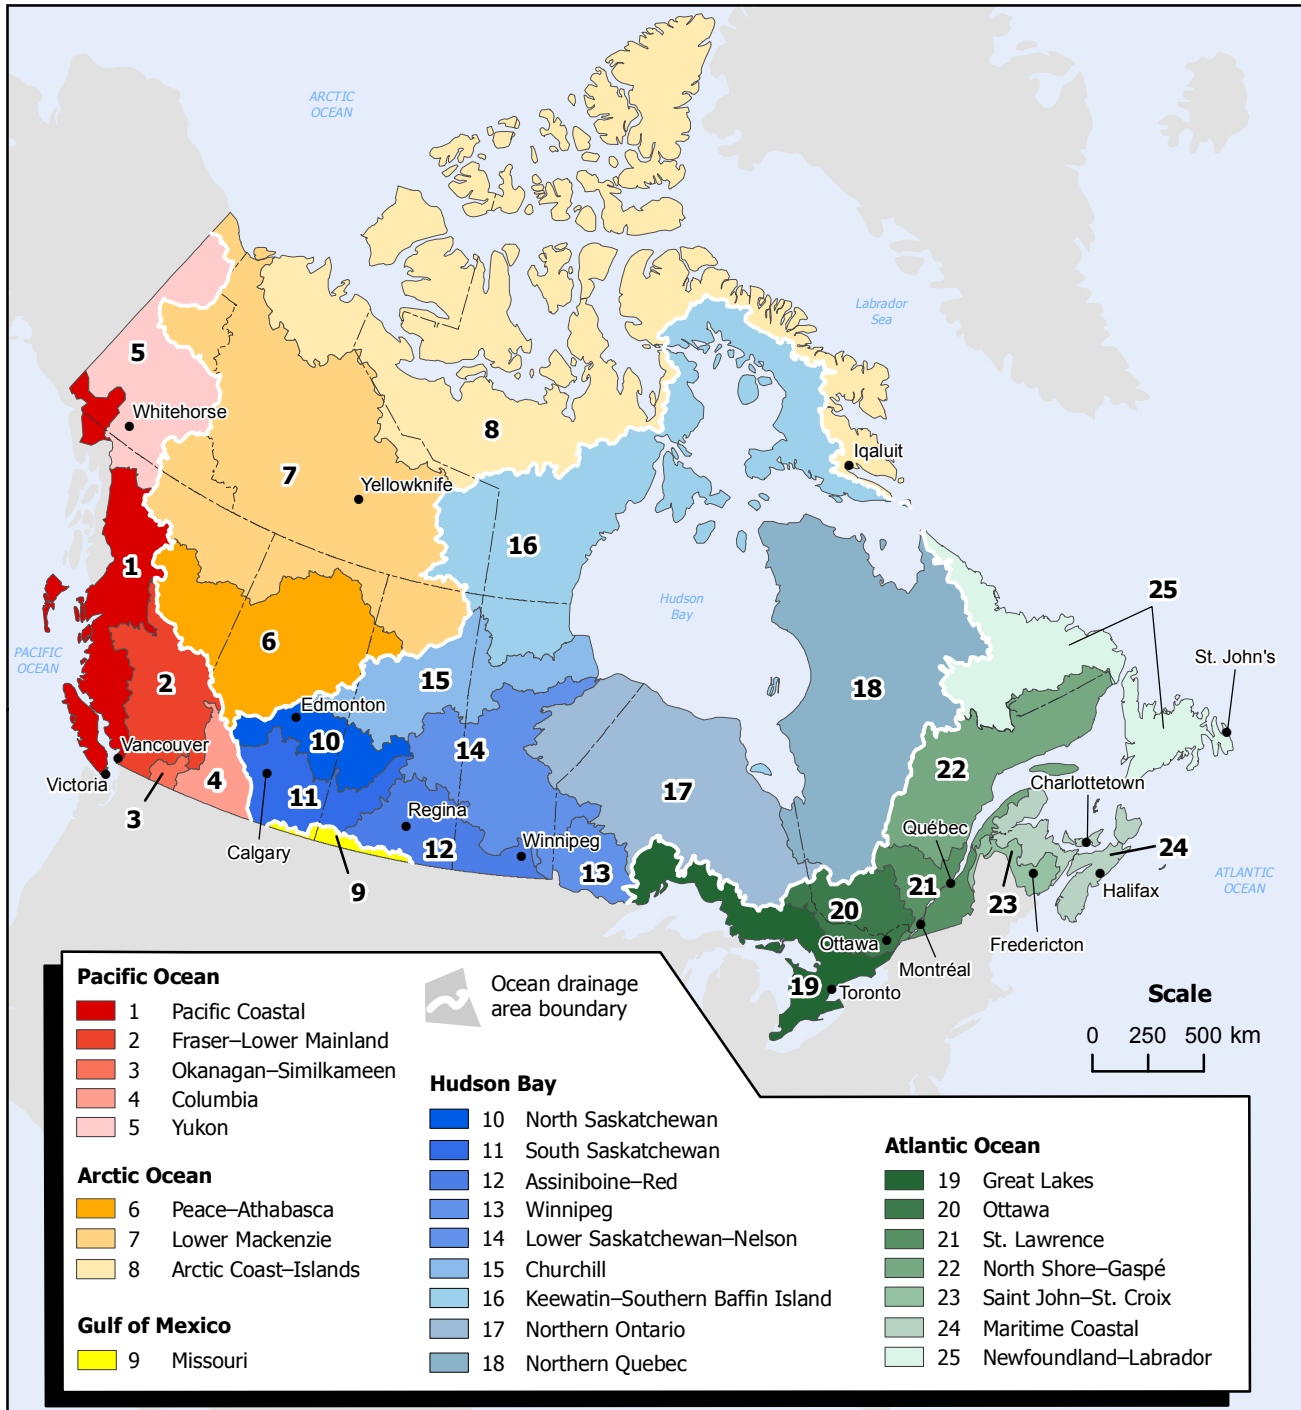 ARCTIC
OCEAN
Labrador
Sea
5
Whitehorse
8
Iqaluit
7
Yellowknife
16
1
Hudson
Bay
25
PACIFIC
OCEAN
6
St. John's
15
2
18
Edmonton
10
14
Vancouver
22
Victoria
4
Charlottetown
11
17
3
Regina
Québec
Winnipeg
Calgary
12
24
9
13
21
ATLANTIC
OCEAN
23
Halifax
20
Ottawa
Fredericton
Montréal
19
Toronto
Scale
0 250 500 km
Pacific Ocean
1 Pacific Coastal
2 Fraser–Lower Mainland
3 Okanagan–Similkameen
4 Columbia
5 Yukon
Arctic Ocean
6 Peace–Athabasca
7 Lower Mackenzie
8 Arctic Coast–Islands
Gulf of Mexico
9 Missouri
Ocean drainage
area boundary
Hudson Bay
10 North Saskatchewan
11 South Saskatchewan
12 Assiniboine–Red
13 Winnipeg
14 Lower Saskatchewan–Nelson
15 Churchill
16 Keewatin–Southern Baffin Island
17 Northern Ontario
18 Northern Quebec
Atlantic Ocean
19 Great Lakes
20 Ottawa
21 St. Lawrence
22 North Shore–Gaspé
23 Saint John–St. Croix
24 Maritime Coastal
25 Newfoundland–Labrador